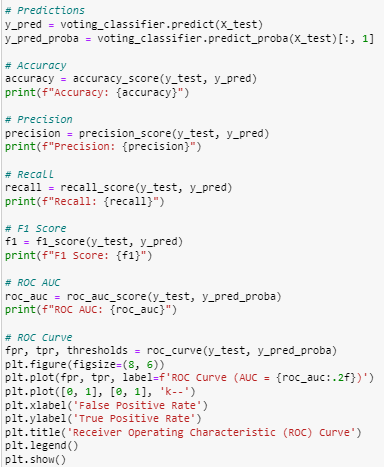 # Predictions
y_pred = voting_classifier.predict(X_test)
y_pred_proba = voting_classifier.predict_proba(X_test)[:, 1]
# Accuracy
accuracy = accuracy_score(y_test, y_pred)
print(f"Accuracy: {accuracy}")
# Precision
precision = precision_score(y_test, y_pred)
print(f"Precision: {precision}")
# Recall
recall = recall_score(y_test, y_pred)
print(f"Recall: {recall}")
# F1 Score
f1 = f1_score(y_test, y_pred)
print(f"F1 Score: {f1}")
# ROC AUC
roc_auc = roc_auc_score(y_test, y_pred_proba)
print(f"ROC AUC: {roc_auc}")
# ROC Curve
fpr, tpr, thresholds = roc_curve(y_test, y_pred_proba)
plt.figure(figsize=(8, 6))
plt.plot(fpr, tpr, label=f'ROC Curve (AUC = {roc_auc:.2f})')
plt.plot([0, 1], [0, 1], 'k--')
plt.xlabel('False Positive Rate')
plt.ylabel('True Positive Rate')
plt.title('Receiver Operating Characteristic (ROC) Curve')
plt.legend()
plt.show()